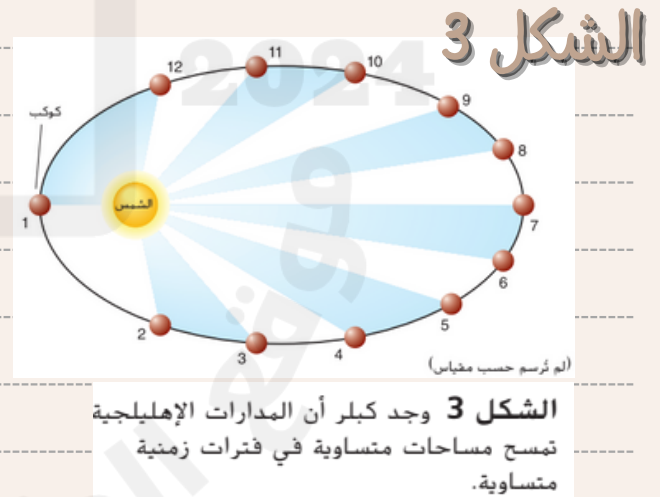 الشكل 3
2024
موقع
11
12
10
9
كوكب
8
الشمس
1
7
6
2
5
3
4
(لم تُرسم حسب مقياس)
الشكل 3 وجد كبلر أن المدارات الإهليلجية
تمسح مساحات متساوية في فترات زمنية
متساوية.